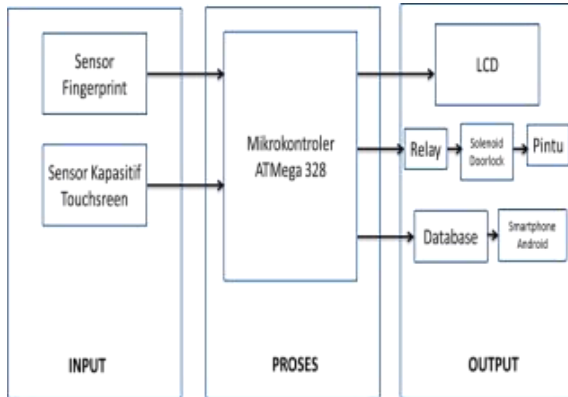 Sensor
Fingerprint
Sensor Kapasitif
Touchsreen
INPUT
Mikrokontroler
ATMega 328
PROSES
LCD
Relay
Solenoid
Doorlock
Pintu
Database
Smartphone
Android
OUTPUT